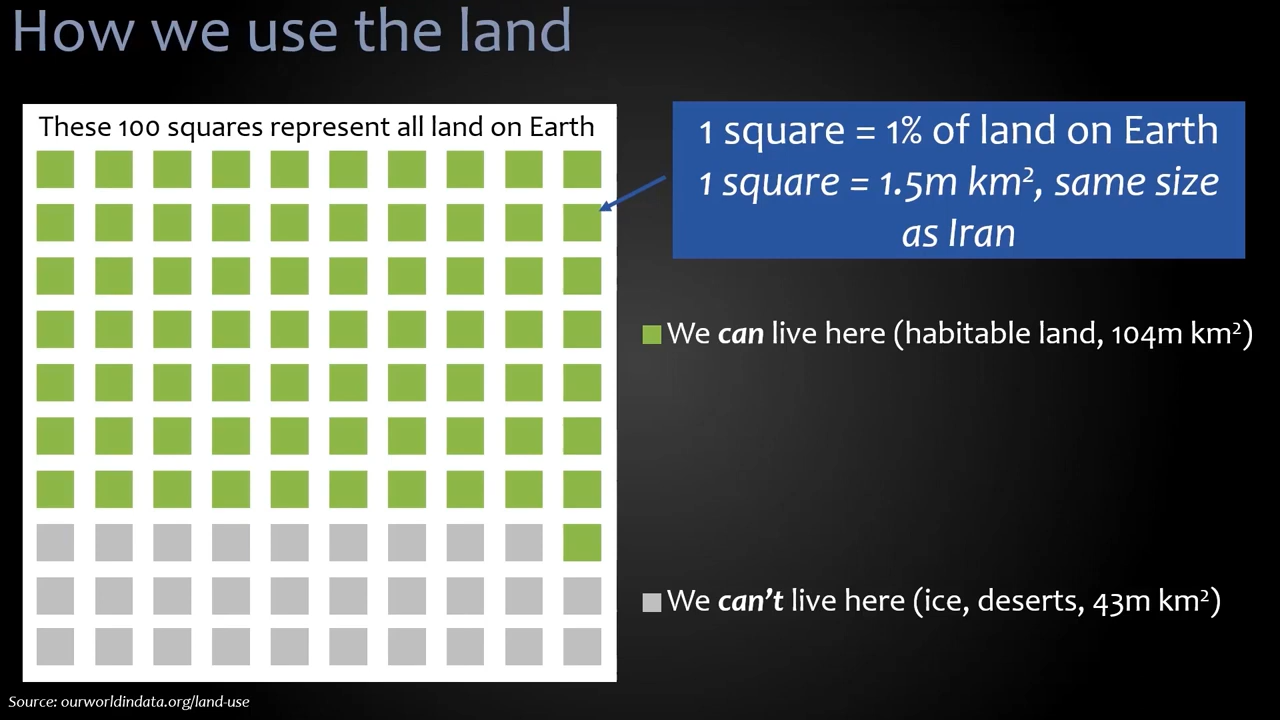 How we use the land
These 100 squares represent all land on Earth
1 square = 1% of land on Earth
1 square = 1.5m km², same size
as Iran
We can live here (habitable land, 104m km²)
We can’t live here (ice, deserts, 43m km²)
Source: ourworldindata.org/land-use